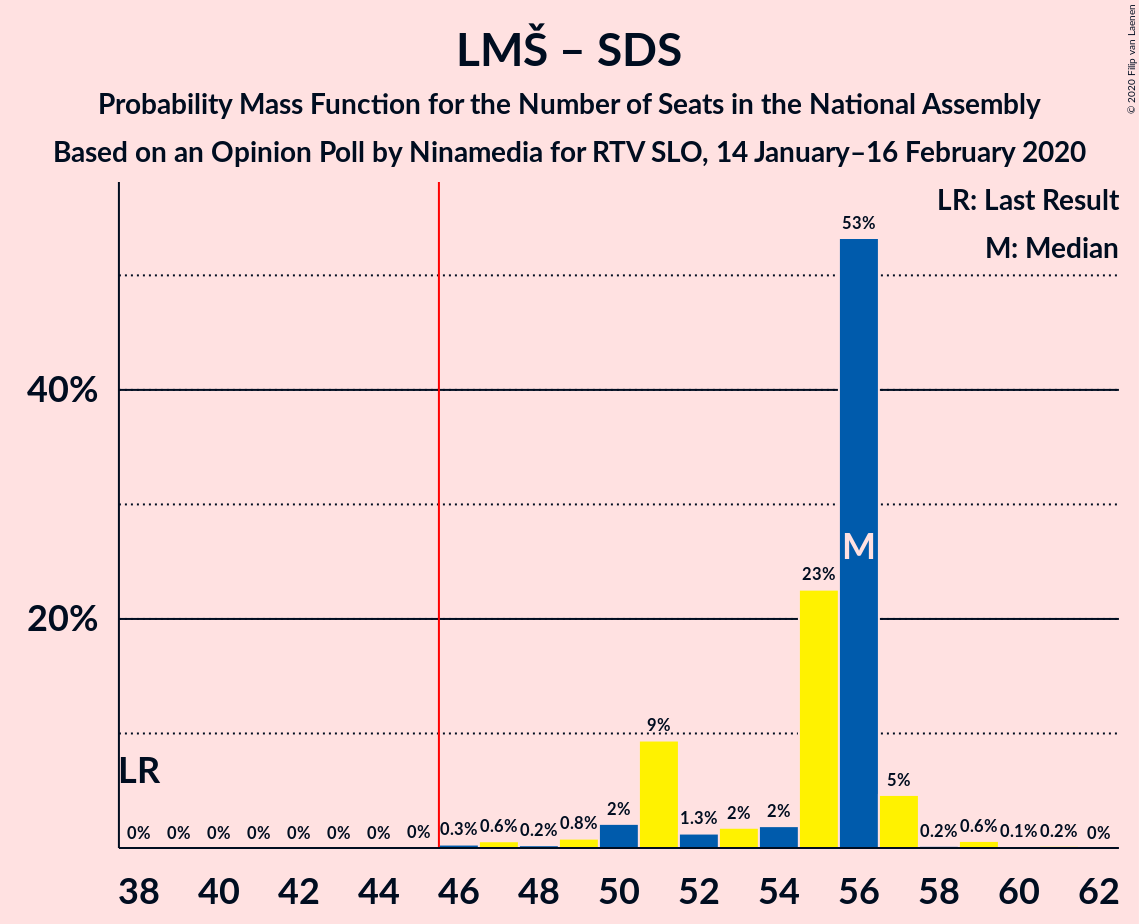 LMŠ – SDS
Probability Mass Function for the Number of Seats in the National Assembly
Based on an Opinion Poll by Ninamedia for RTV SLO, 14 January–16 February 2020
© 2020 Filip van Laenen
LR: Last Result
M: Median
40%
20%
LR
M
0% 0% 0% 0% 0% 0% 0% 0% 0.3% 0.6% 0.2% 0.8% 2% 9% 1.3% 2% 2% 23% 53% 5% 0.2% 0.6% 0.1% 0.2% 0%
38 40 42 44 46 48 50 52 54 56 58 60 62